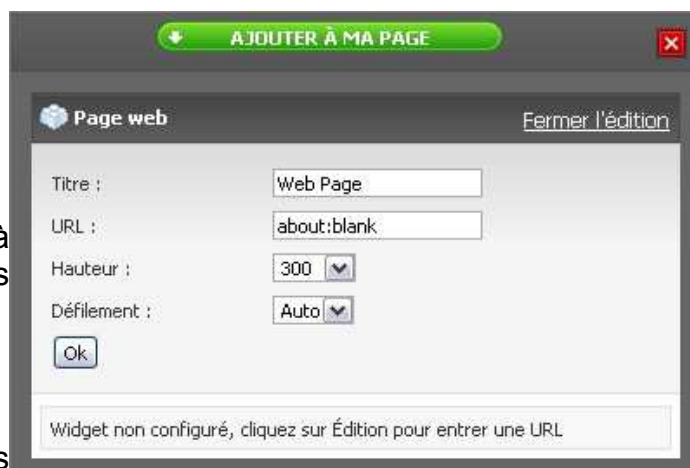 AJOUTER À MA PAGE
Page web Fermer l'édition
Titre : Web Page
URL : about:blank
à
Hauteur : 300
s
Défilement : Auto
Ok
Widget non configuré, cliquez sur Édition pour entrer une URL
s